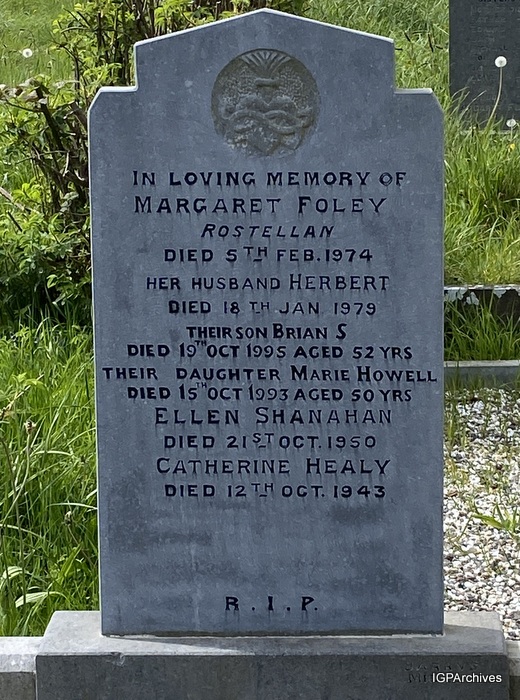 IN LOVING MEMORY OF
MARGARET FOLEY
ROSTELLAN
DIED 5TH FEB. 1974
HER HUSBAND HERBERT
DIED 18TH JAN 1979
THEIR SON BRIAN S
DIED 19TH OCT 1995 AGED 52 YRS
THEIR DAUGHTER MARIE HOWELL
DIED 15TH OCT 1993 AGED 50 YRS
ELLEN SHANAHAN
DIED 21ST OCT. 1950
CATHERINE HEALY
DIED 12TH OCT. 1943
R. I. P.
IGPArchives